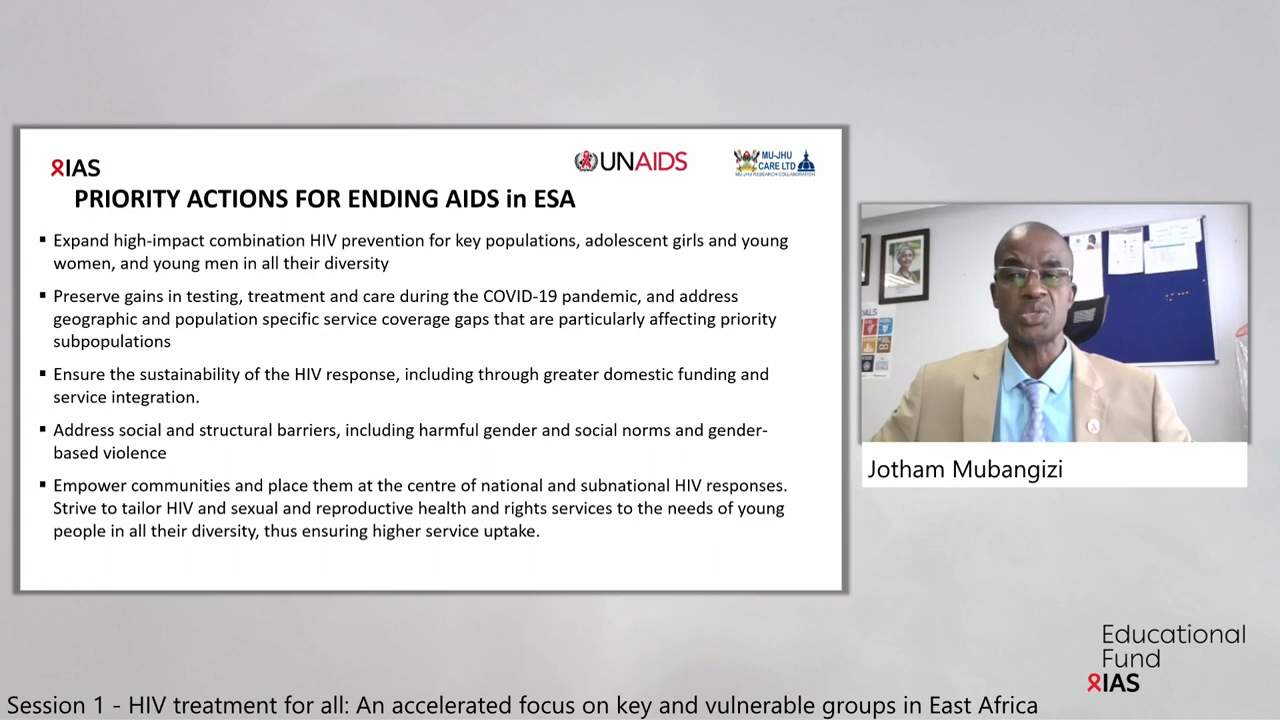 IAS
UNAIDS
MU-JHU
CARE LTD
MU-JHU RESEARCH COLLABORATION
PRIORITY ACTIONS FOR ENDING AIDS in ESA
▪ Expand high-impact combination HIV prevention for key populations, adolescent girls and young
women, and young men in all their diversity
▪ Preserve gains in testing, treatment and care during the COVID-19 pandemic, and address
geographic and population specific service coverage gaps that are particularly affecting priority
subpopulations
▪ Ensure the sustainability of the HIV response, including through greater domestic funding and
service integration.
▪ Address social and structural barriers, including harmful gender and social norms and gender-
based violence
▪ Empower communities and place them at the centre of national and subnational HIV responses.
Strive to tailor HIV and sexual and reproductive health and rights services to the needs of young
people in all their diversity, thus ensuring higher service uptake.
Jotham Mubangizi
Educational
Fund
IAS
Session 1 - HIV treatment for all: An accelerated focus on key and vulnerable groups in East Africa